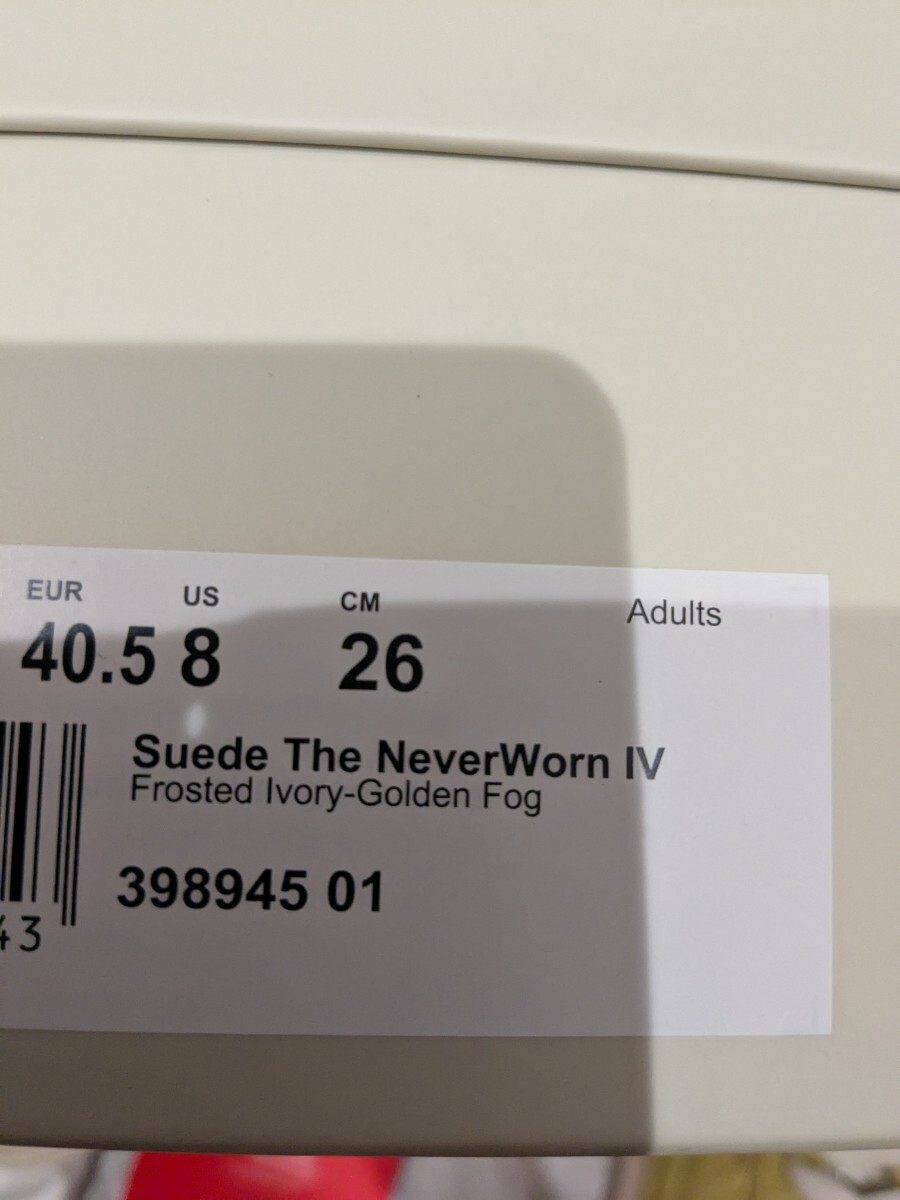 EUR US CM Adults
40.5 8 26
Suede The NeverWorn IV
Frosted Ivory-Golden Fog
398945 01
43